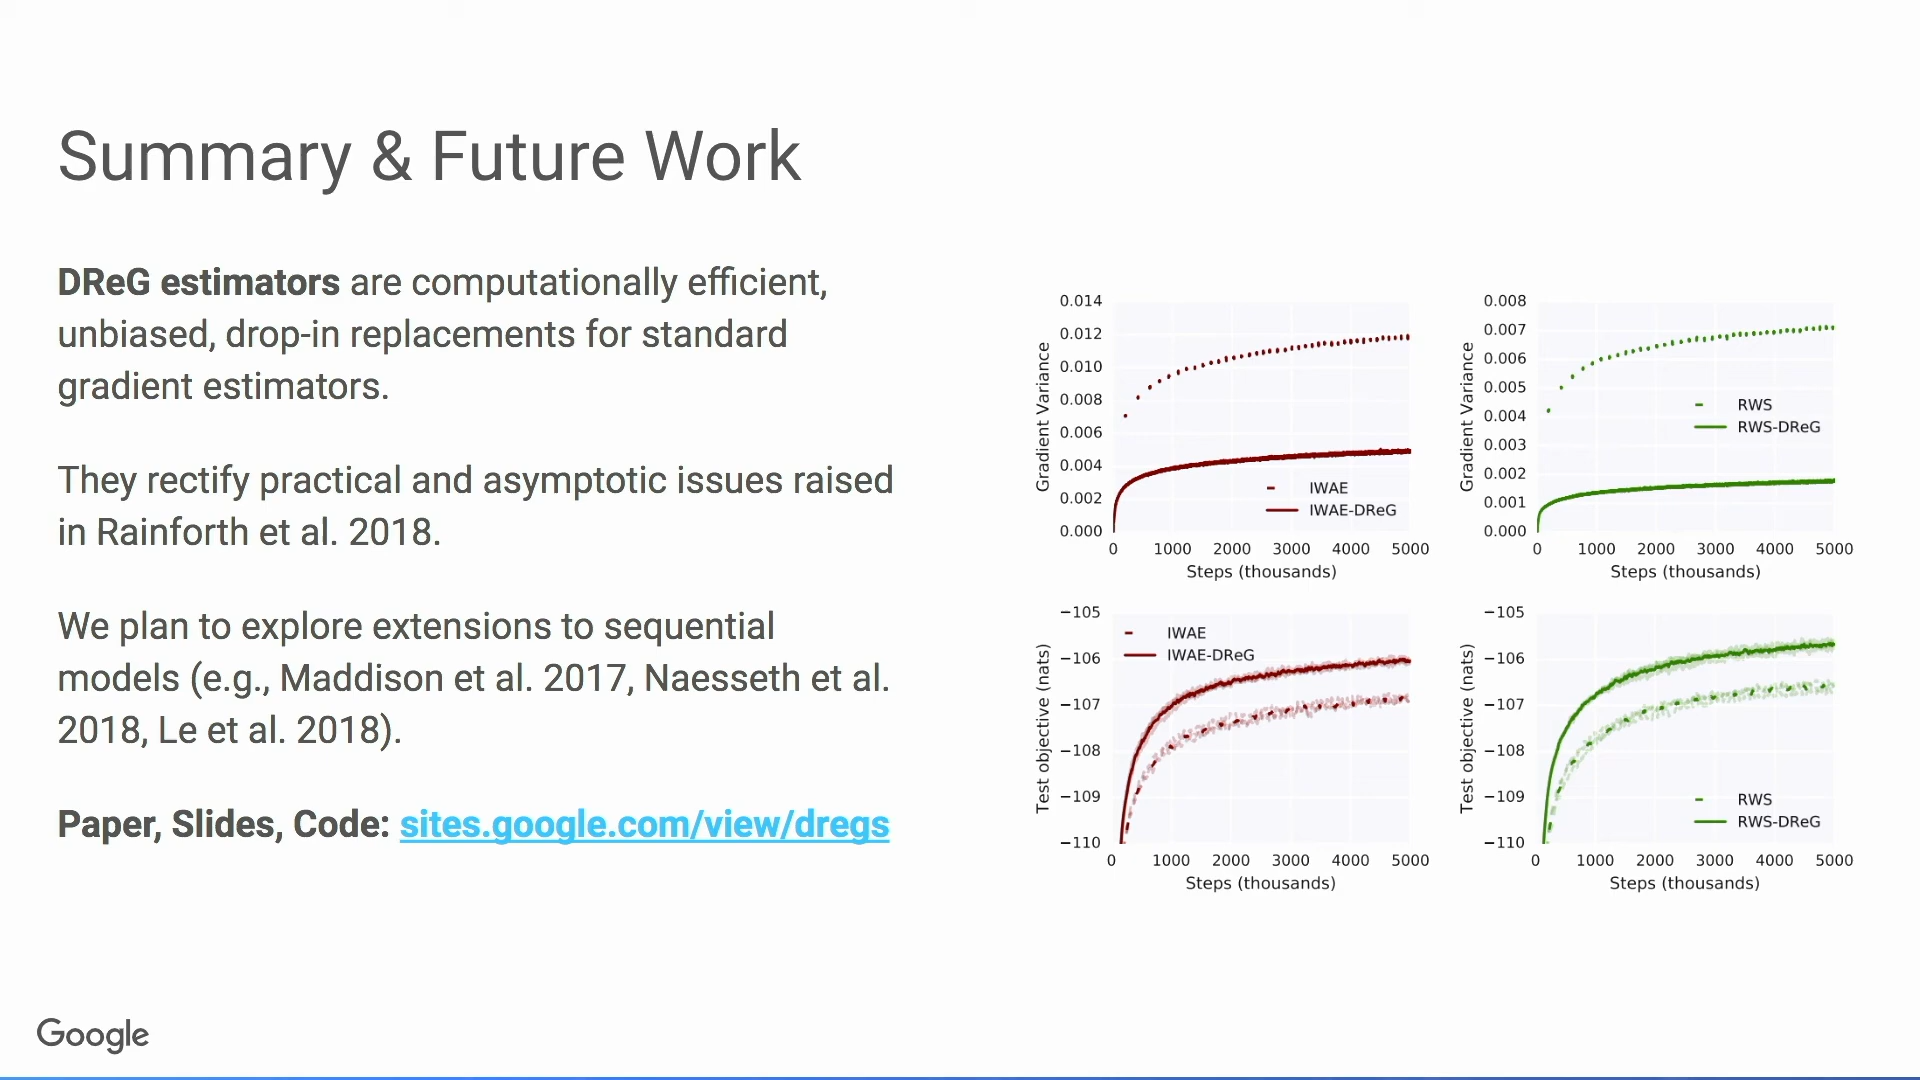 Summary & Future Work
DReG estimators are computationally efficient,
unbiased, drop-in replacements for standard
gradient estimators.
They rectify practical and asymptotic issues raised
in Rainforth et al. 2018.
We plan to explore extensions to sequential
models (e.g., Maddison et al. 2017, Naesseth et al.
2018, Le et al. 2018).
Paper, Slides, Code: sites.google.com/view/dregs
Gradient Variance
0.014
0.012
0.010
0.008
0.006
0.004
0.002
0.000
IWAE
IWAE-DReG
0 1000 2000 3000 4000 5000
Steps (thousands)
Gradient Variance
0.008
0.007
0.006
0.005
0.004
0.003
0.002
0.001
0.000
RWS
RWS-DReG
0 1000 2000 3000 4000 5000
Steps (thousands)
Test objective (nats)
−105
−106
−107
−108
−109
−110
IWAE
IWAE-DReG
0 1000 2000 3000 4000 5000
Steps (thousands)
Test objective (nats)
−105
−106
−107
−108
−109
−110
RWS
RWS-DReG
0 1000 2000 3000 4000 5000
Steps (thousands)
Google